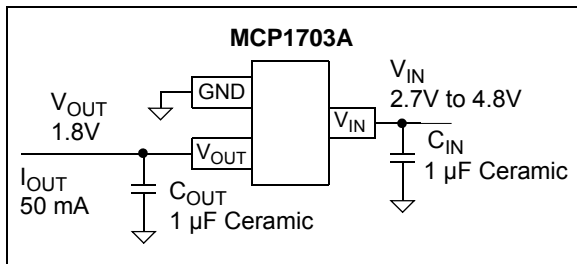 MCP1703A
GND
V_IN
2.7V to 4.8V
V_OUT
1.8V
V_IN
V_OUT
C_IN
1 µF Ceramic
I_OUT
50 mA
C_OUT
1 µF Ceramic